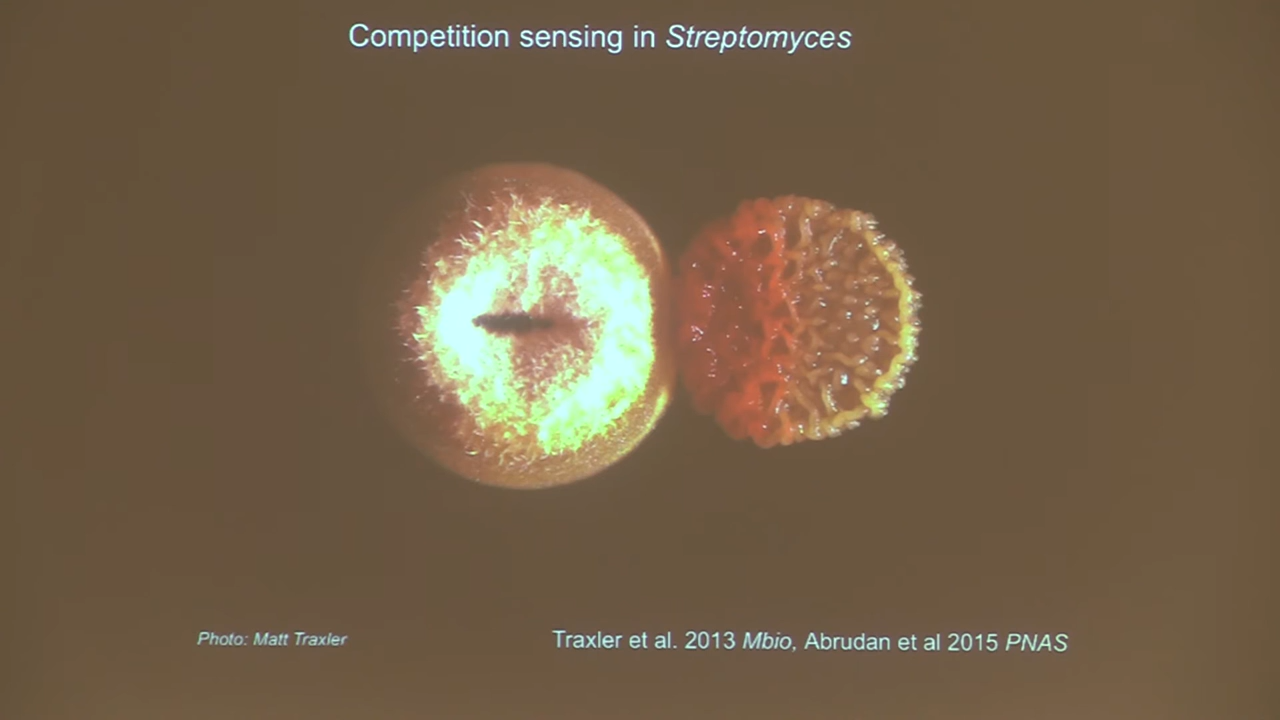 Competition sensing in Streptomyces
Photo: Matt Traxler
Traxler et al. 2013 Mbio, Abrudan et al 2015 PNAS